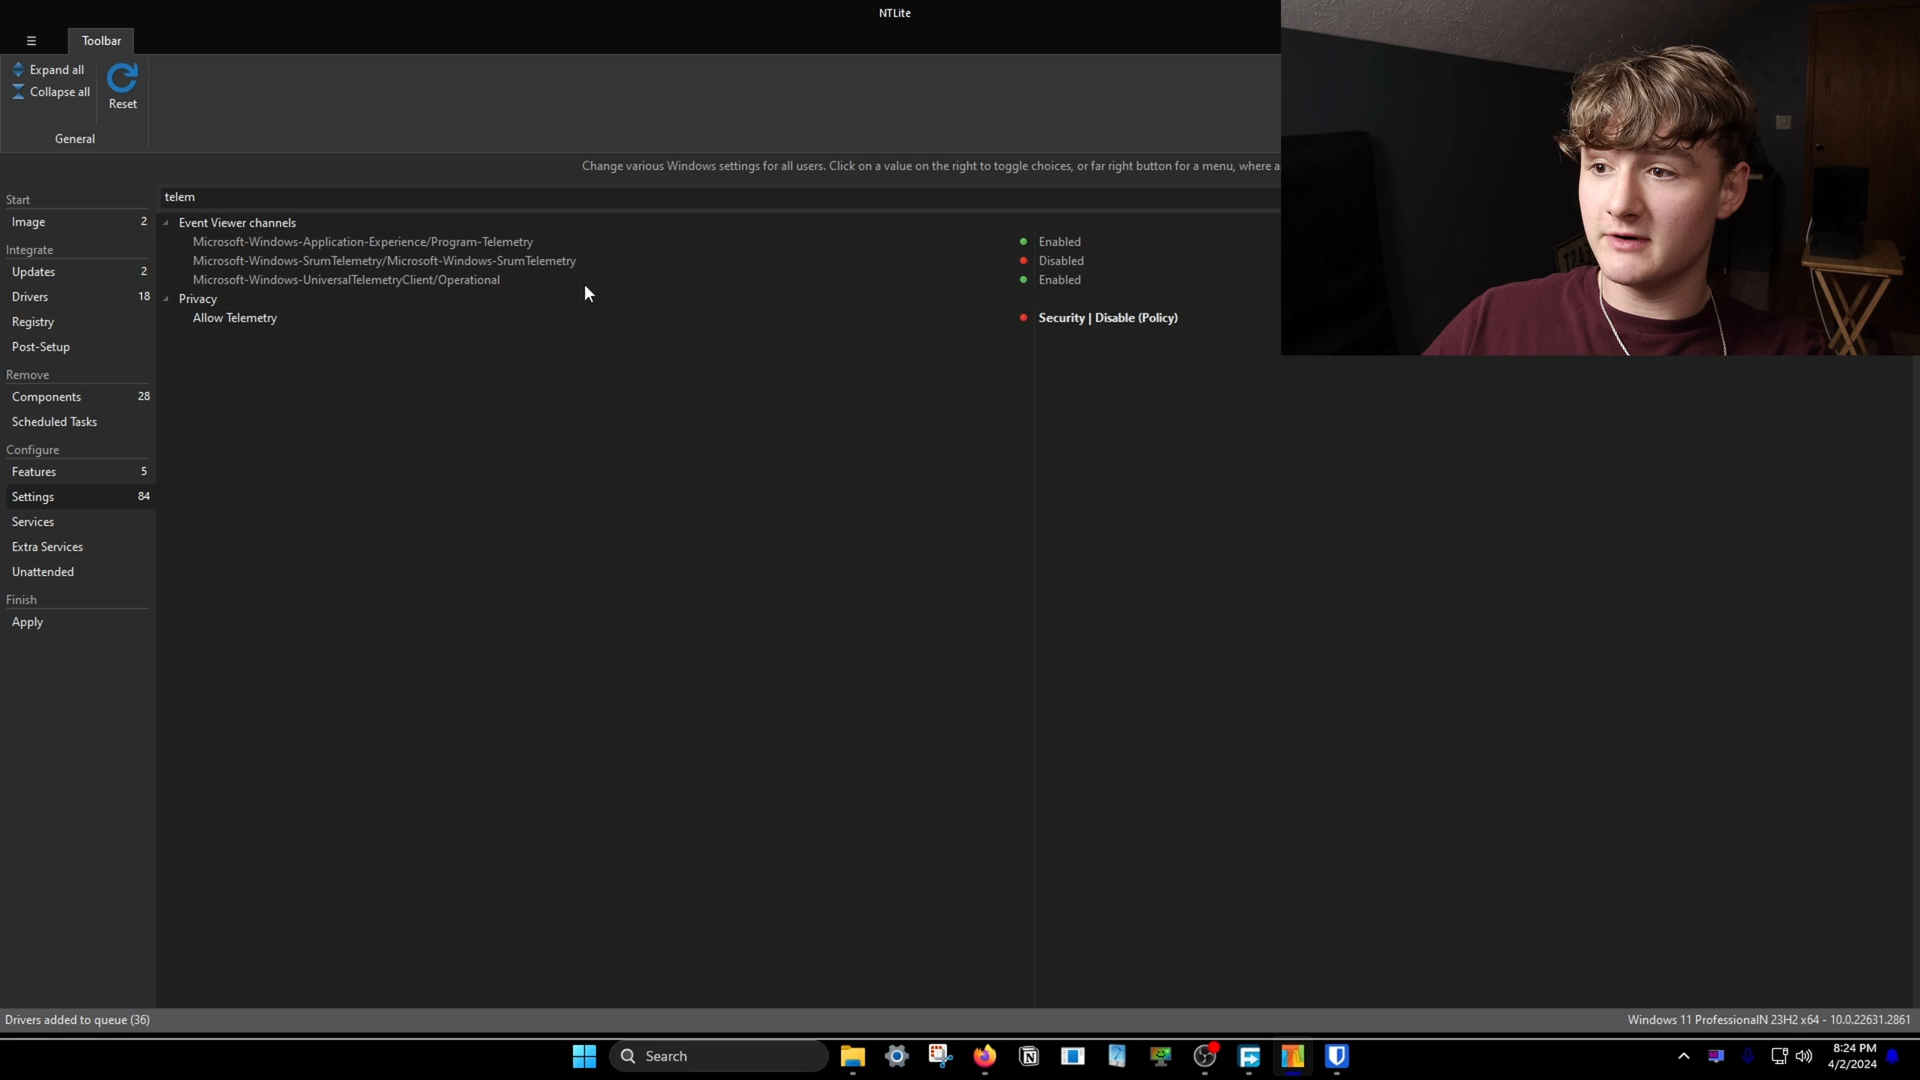 NTLite
Toolbar
Expand all
Collapse all
Reset
General
Change various Windows settings for all users. Click on a value on the right to toggle choices, or far right button for a menu, where a
Start
Image 2
Integrate
Updates 2
Drivers 18
Registry
Post-Setup
Remove
Components 28
Scheduled Tasks
Configure
Features 5
Settings 84
Services
Extra Services
Unattended
Finish
Apply
telem
Event Viewer channels
Microsoft-Windows-Application-Experience/Program-Telemetry Enabled
Microsoft-Windows-SrumTelemetry/Microsoft-Windows-SrumTelemetry Disabled
Microsoft-Windows-UniversalTelemetryClient/Operational Enabled
Privacy
Allow Telemetry Security | Disable (Policy)
Drivers added to queue (36)
Windows 11 ProfessionalN 23H2 x64 - 10.0.22631.2861
Search
8:24 PM
4/2/2024